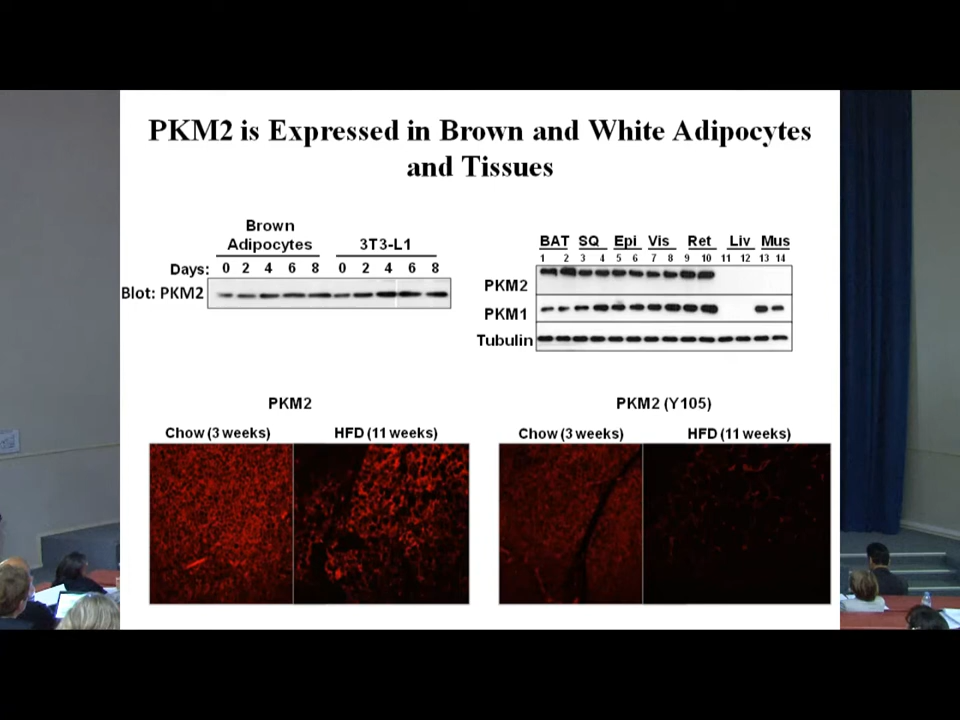 PKM2 is Expressed in Brown and White Adipocytes
and Tissues
Brown
Adipocytes
3T3-L1
Days: 0 2 4 6 8 0 2 4 6 8
Blot: PKM2
BAT SQ Epi Vis Ret Liv Mus
1 2 3 4 5 6 7 8 9 10 11 12 13 14
PKM2
PKM1
Tubulin
PKM2
Chow (3 weeks) HFD (11 weeks)
PKM2 (Y105)
Chow (3 weeks) HFD (11 weeks)